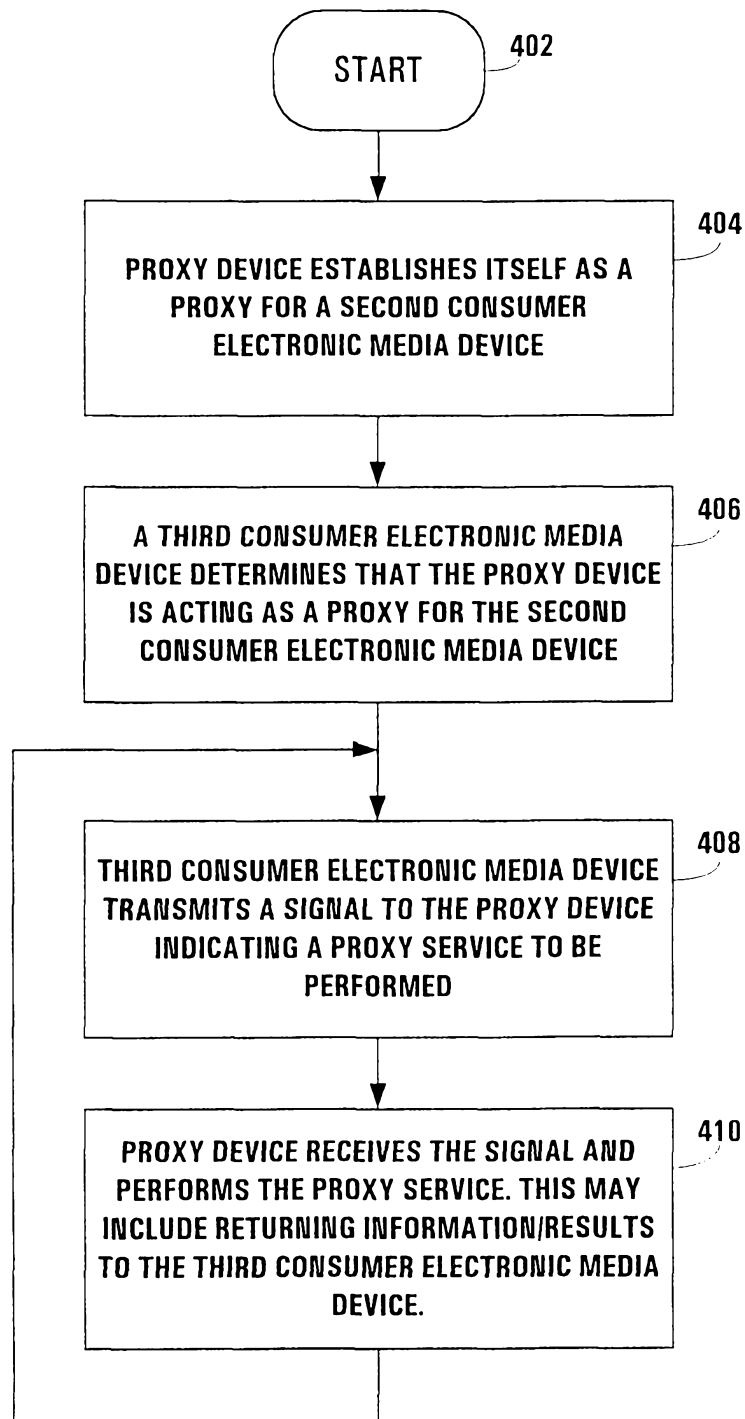 402
START
404
PROXY DEVICE ESTABLISHES ITSELF AS A
PROXY FOR A SECOND CONSUMER
ELECTRONIC MEDIA DEVICE
406
A THIRD CONSUMER ELECTRONIC MEDIA
DEVICE DETERMINES THAT THE PROXY DEVICE
IS ACTING AS A PROXY FOR THE SECOND
CONSUMER ELECTRONIC MEDIA DEVICE
408
THIRD CONSUMER ELECTRONIC MEDIA DEVICE
TRANSMITS A SIGNAL TO THE PROXY DEVICE
INDICATING A PROXY SERVICE TO BE
PERFORMED
410
PROXY DEVICE RECEIVES THE SIGNAL AND
PERFORMS THE PROXY SERVICE. THIS MAY
INCLUDE RETURNING INFORMATION/RESULTS
TO THE THIRD CONSUMER ELECTRONIC MEDIA
DEVICE.